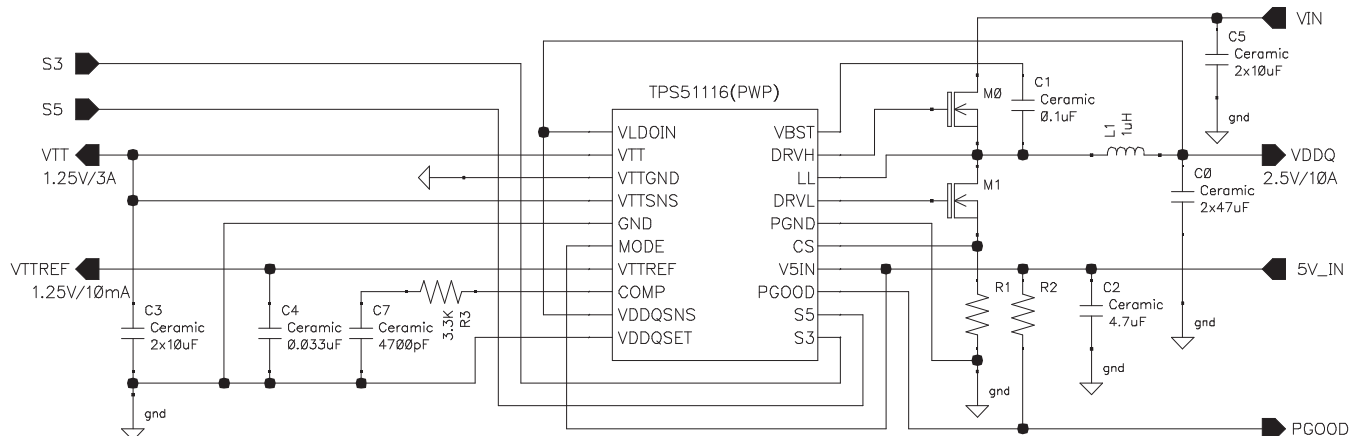 VIN
C5
Ceramic
2x10uF
gnd
S3
S5
VTT
1.25V/3A
VTTREF
1.25V/10mA
C3
Ceramic
2x10uF
gnd
C4
Ceramic
0.033uF
C7
Ceramic
4700pF
3.3K
R3
TPS51116(PWP)
VLDOIN
VTT
VTTGND
VTTSNS
GND
MODE
VTTREF
COMP
VDDQSNS
VDDQSET
VBST
DRVH
LL
DRVL
PGND
CS
V5IN
PGOOD
S5
S3
M0
M1
C1
Ceramic
0.1uF
L1
1uH
VDDQ
2.5V/10A
C0
Ceramic
2x47uF
gnd
5V_IN
R1
R2
C2
Ceramic
4.7uF
gnd
gnd
PGOOD